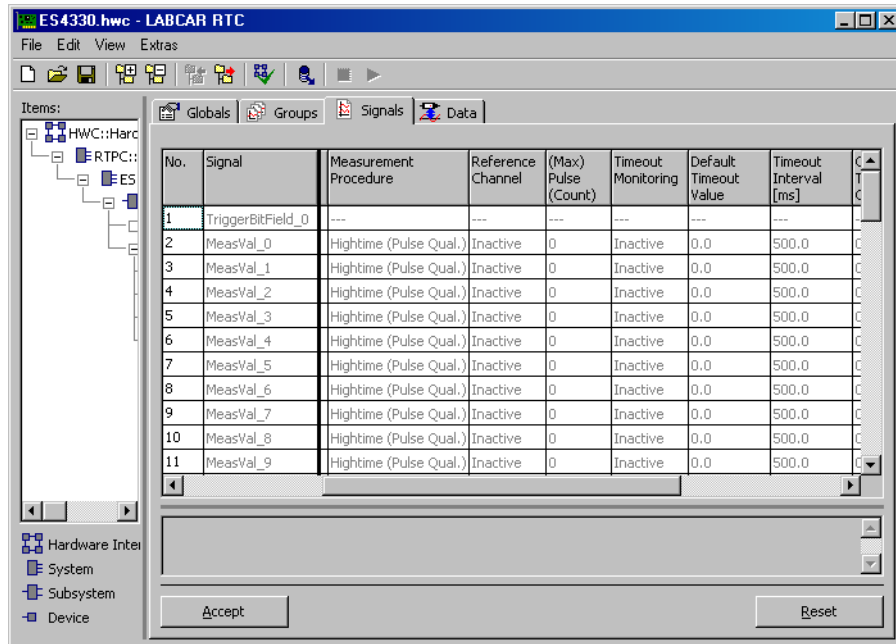 ES4330.hwc - LABCAR RTC
File Edit View Extras
Items:
HWC::Hard
RTPC::
ES
Hardware Inte
System
Subsystem
Device
Globals Groups Signals Data
No. Signal Measurement Procedure Reference Channel (Max) Pulse (Count) Timeout Monitoring Default Timeout Value Timeout Interval [ms]
1 TriggerBitField_0 --- --- --- --- --- ---
2 MeasVal_0 Hightime (Pulse Qual.) Inactive 0 Inactive 0.0 500.0
3 MeasVal_1 Hightime (Pulse Qual.) Inactive 0 Inactive 0.0 500.0
4 MeasVal_2 Hightime (Pulse Qual.) Inactive 0 Inactive 0.0 500.0
5 MeasVal_3 Hightime (Pulse Qual.) Inactive 0 Inactive 0.0 500.0
6 MeasVal_4 Hightime (Pulse Qual.) Inactive 0 Inactive 0.0 500.0
7 MeasVal_5 Hightime (Pulse Qual.) Inactive 0 Inactive 0.0 500.0
8 MeasVal_6 Hightime (Pulse Qual.) Inactive 0 Inactive 0.0 500.0
9 MeasVal_7 Hightime (Pulse Qual.) Inactive 0 Inactive 0.0 500.0
10 MeasVal_8 Hightime (Pulse Qual.) Inactive 0 Inactive 0.0 500.0
11 MeasVal_9 Hightime (Pulse Qual.) Inactive 0 Inactive 0.0 500.0
Accept Reset